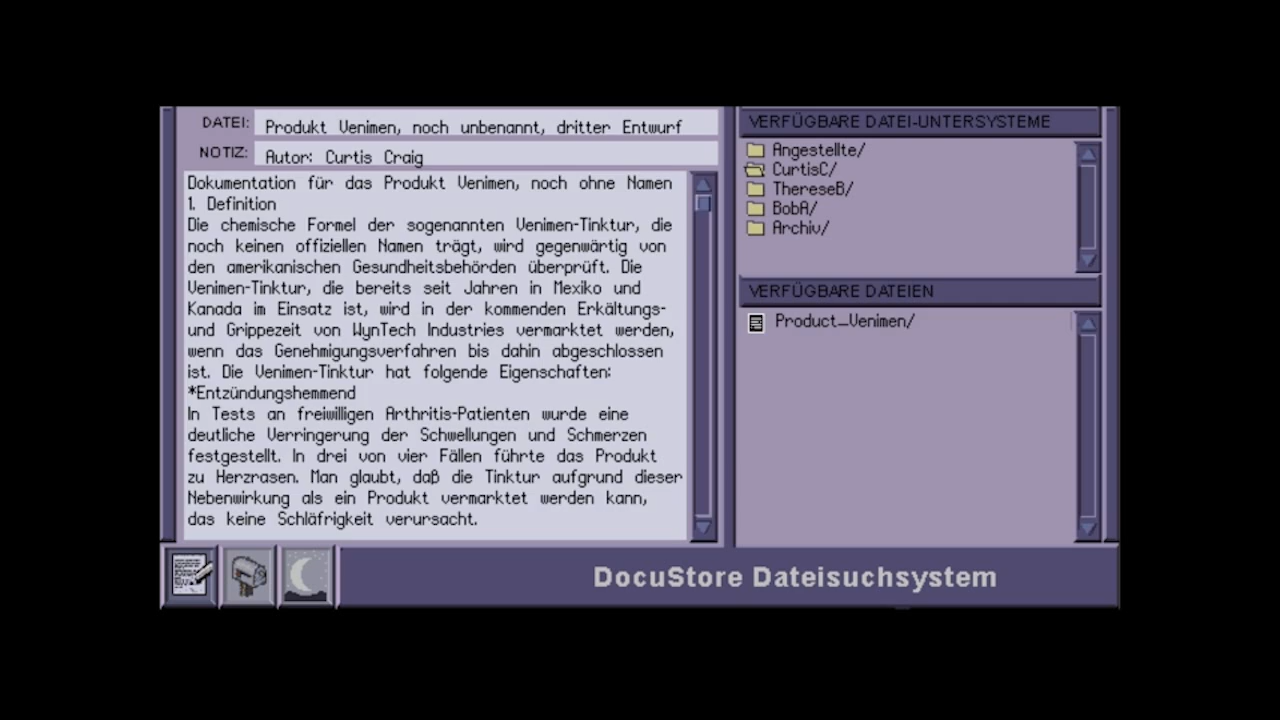 DATEI: Produkt Venimen, noch unbenannt, dritter Entwurf
NOTIZ: Autor: Curtis Craig
Dokumentation für das Produkt Venimen, noch ohne Namen
1. Definition
Die chemische Formel der sogenannten Venimen-Tinktur, die
noch keinen offiziellen Namen trägt, wird gegenwärtig von
den amerikanischen Gesundheitsbehörden überprüft. Die
Venimen-Tinktur, die bereits seit Jahren in Mexiko und
Kanada im Einsatz ist, wird in der kommenden Erkältungs-
und Grippezeit von WynTech Industries vermarktet werden,
wenn das Genehmigungsverfahren bis dahin abgeschlossen
ist. Die Venimen-Tinktur hat folgende Eigenschaften:
*Entzündungshemmend
In Tests an freiwilligen Arthritis-Patienten wurde eine
deutliche Verringerung der Schwellungen und Schmerzen
festgestellt. In drei von vier Fällen führte das Produkt
zu Herzrasen. Man glaubt, daß die Tinktur aufgrund dieser
Nebenwirkung als ein Produkt vermarktet werden kann,
das keine Schläfrigkeit verursacht.
VERFÜGBARE DATEI-UNTERSYSTEME
Angestellte/
CurtisC/
ThereseB/
BobA/
Archiv/
VERFÜGBARE DATEIEN
Product_Venimen/
DocuStore Dateisuchsystem